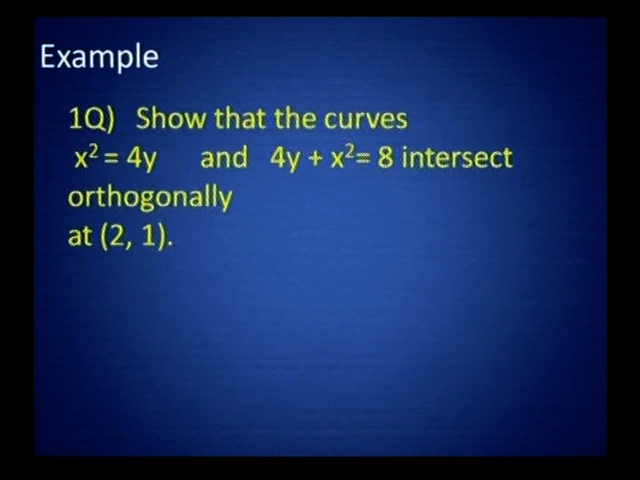 Example
1Q) Show that the curves
x² = 4y and 4y + x²= 8 intersect
orthogonally
at (2, 1).